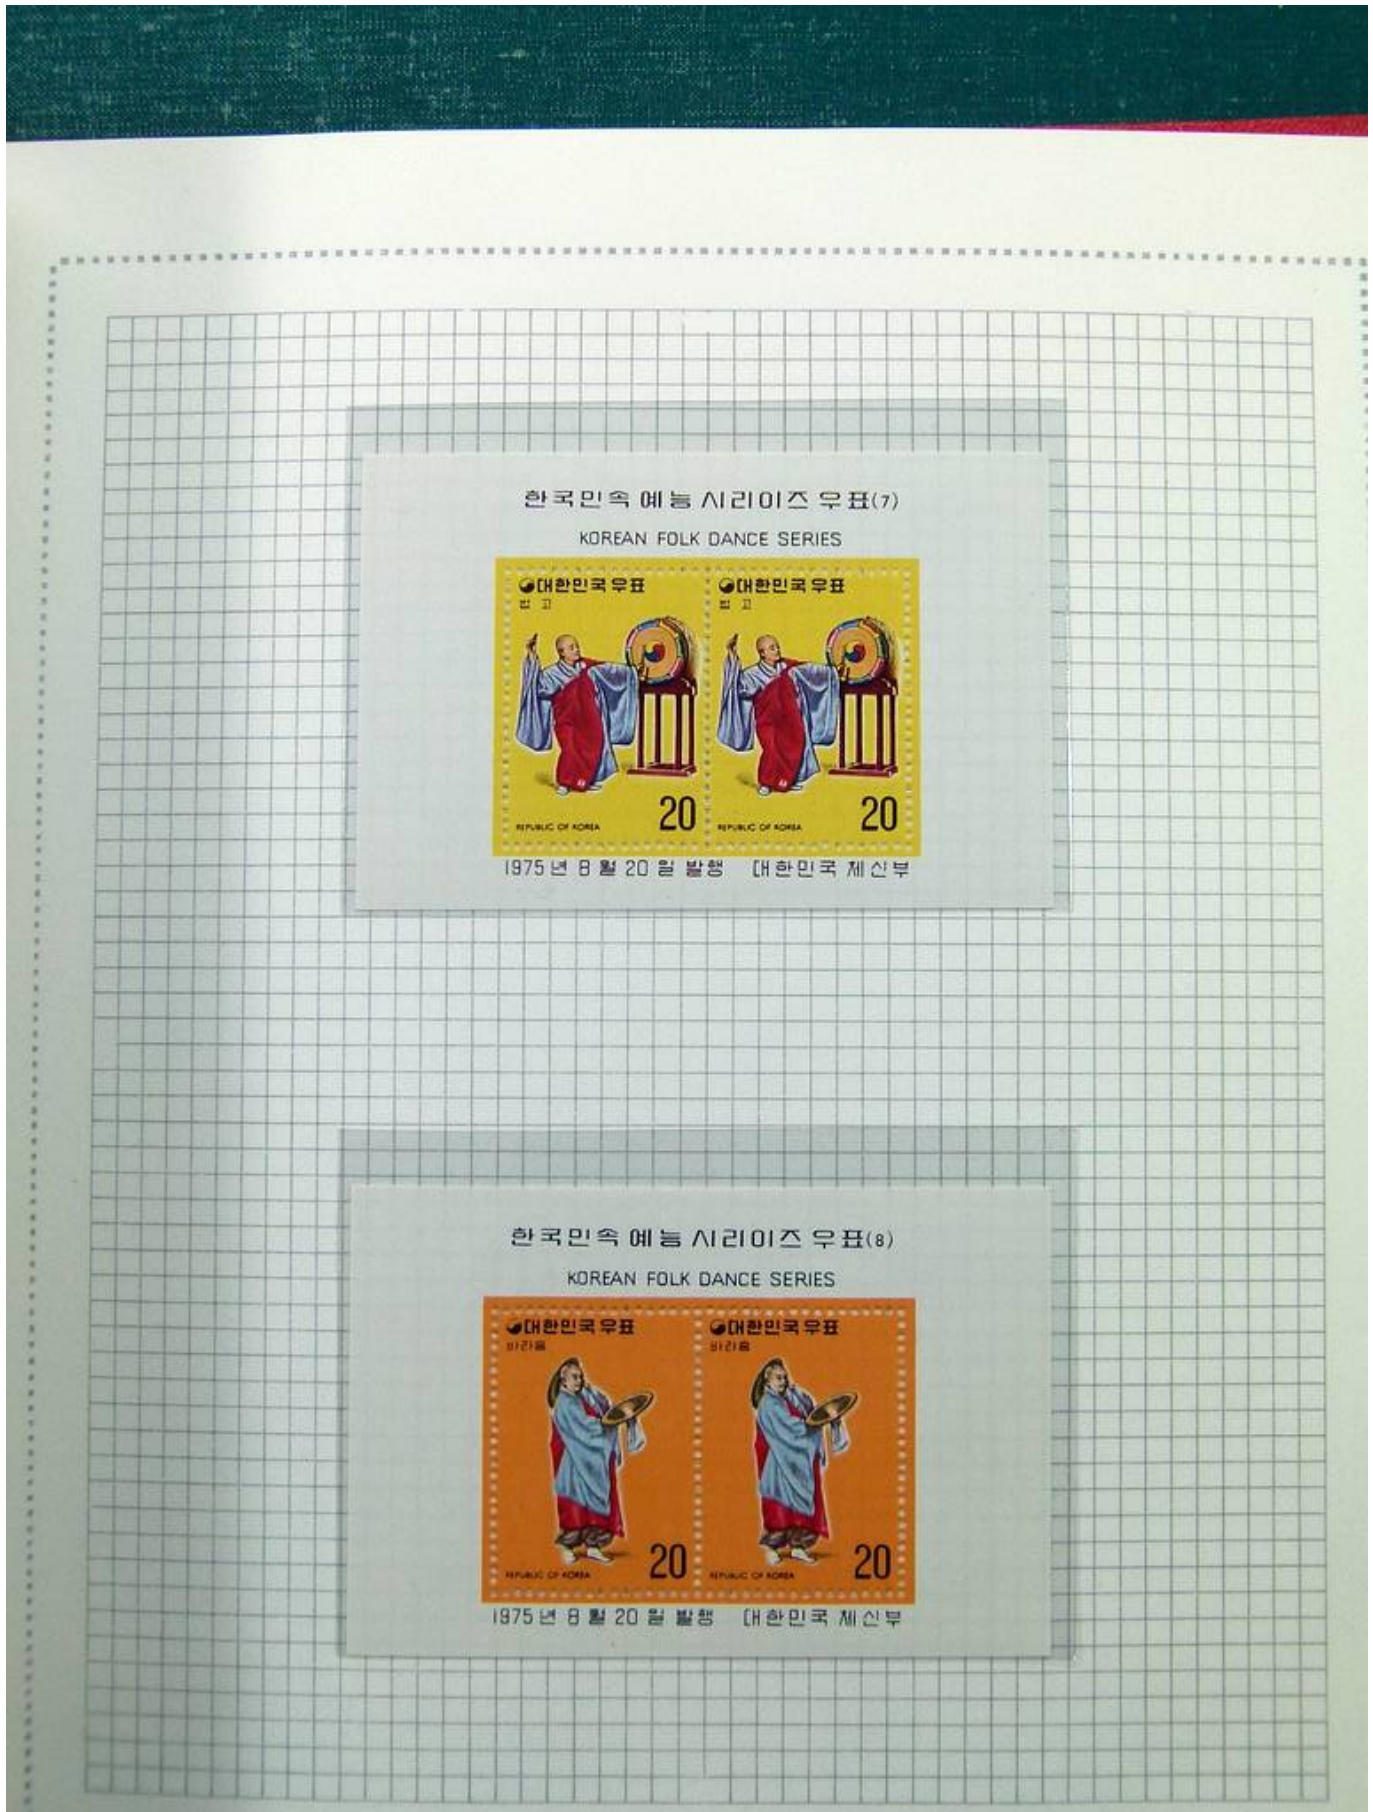 한국민속 예능 시리이즈 우표(7)
KOREAN FOLK DANCE SERIES
대한민국우표 대한민국우표
법고 법고
20 20
REPUBLIC OF KOREA REPUBLIC OF KOREA
1975년 8월 20일 발행 대한민국 체신부
한국민속 예능 시리이즈 우표(8)
KOREAN FOLK DANCE SERIES
대한민국우표 대한민국우표
바라춤 바라춤
20 20
REPUBLIC OF KOREA REPUBLIC OF KOREA
1975년 8월 20일 발행 대한민국 체신부